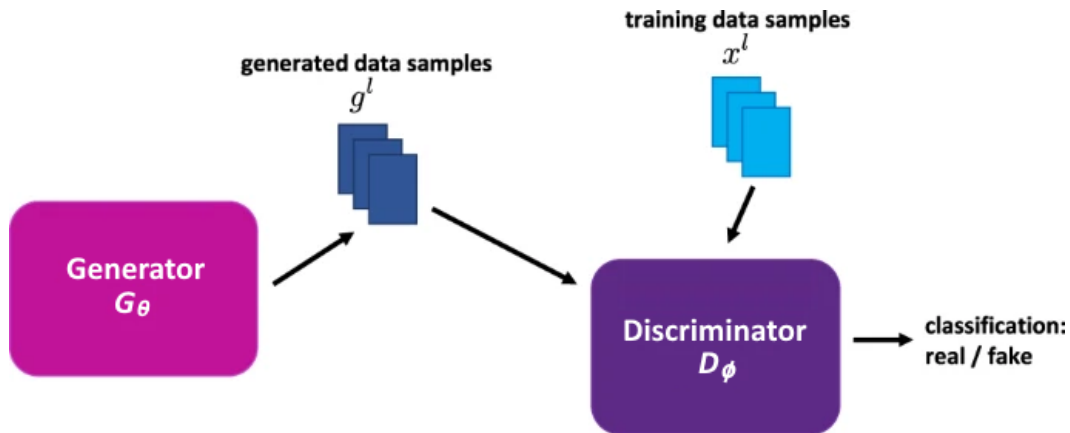 training data samples
x^l
generated data samples
g^l
Generator
G_θ
Discriminator
D_ϕ
classification:
real / fake